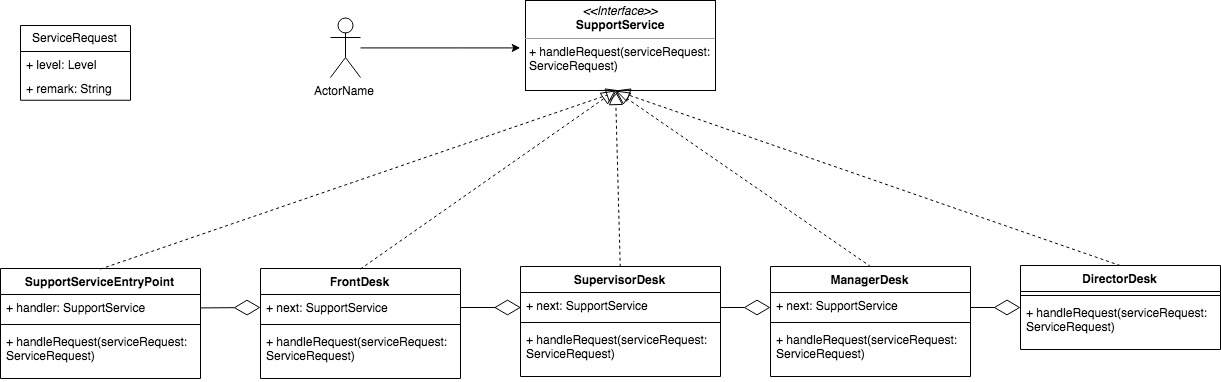 <<Interface>>
SupportService
+ handleRequest(serviceRequest:
ServiceRequest)
ServiceRequest
+ level: Level
+ remark: String
ActorName
SupportServiceEntryPoint
+ handler: SupportService
+ handleRequest(serviceRequest:
ServiceRequest)
FrontDesk
+ next: SupportService
+ handleRequest(serviceRequest:
ServiceRequest)
SupervisorDesk
+ next: SupportService
+ handleRequest(serviceRequest:
ServiceRequest)
ManagerDesk
+ next: SupportService
+ handleRequest(serviceRequest:
ServiceRequest)
DirectorDesk
+ handleRequest(serviceRequest:
ServiceRequest)